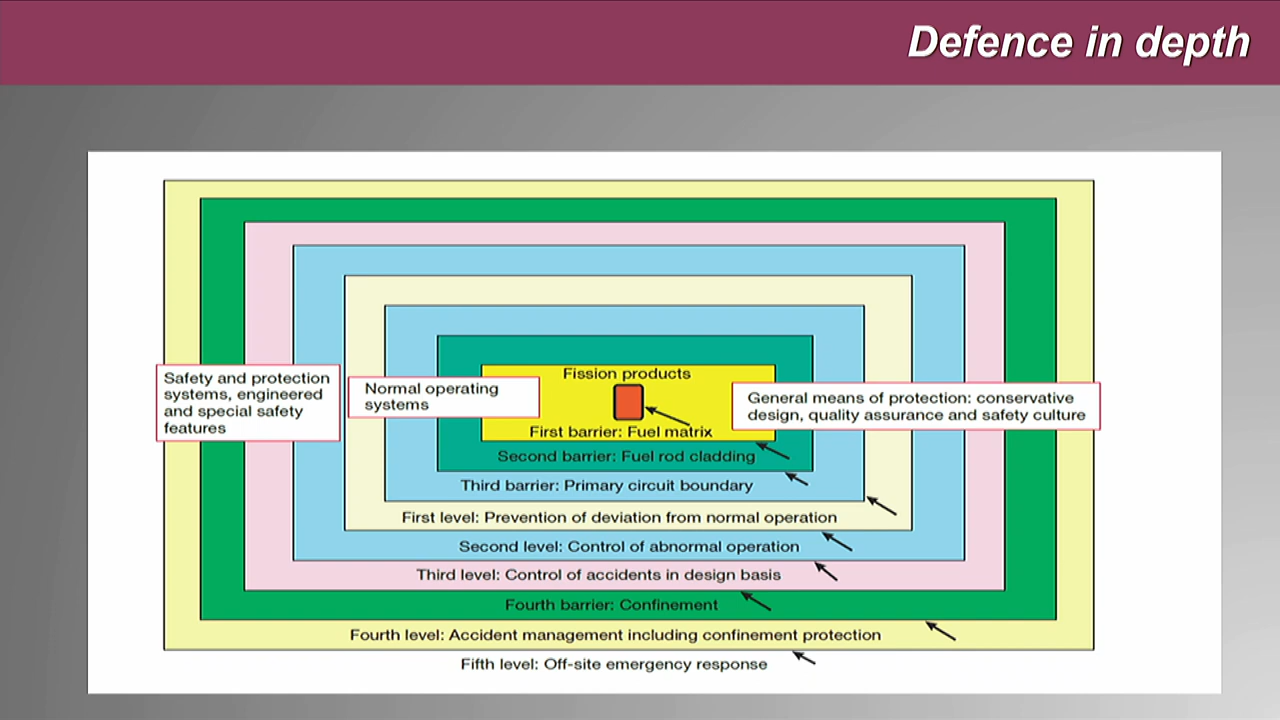 Defence in depth
Fission products
Safety and protection
systems, engineered
and special safety
features
Normal operating
systems
General means of protection: conservative
design, quality assurance and safety culture
First barrier: Fuel matrix
Second barrier: Fuel rod cladding
Third barrier: Primary circuit boundary
First level: Prevention of deviation from normal operation
Second level: Control of abnormal operation
Third level: Control of accidents in design basis
Fourth barrier: Confinement
Fourth level: Accident management including confinement protection
Fifth level: Off-site emergency response